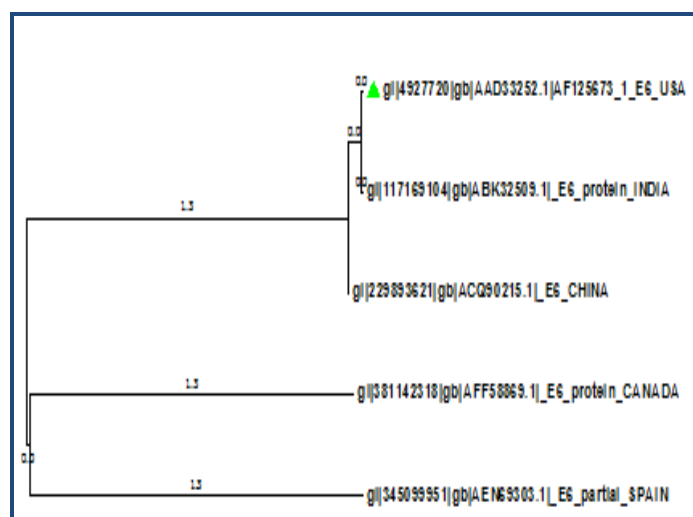 0.0
gi|4927720|gb|AAD33252.1|AF125673_1_E6_USA
0.0
0.0
gi|117169104|gb|ABK32509.1|_E6_protein_INDIA
1.3
gi|229893621|gb|ACQ90215.1|_E6_CHINA
1.3
gi|381142318|gb|AFF58869.1|_E6_protein_CANADA
0.0
1.3
gi|345099951|gb|AEN69303.1|_E6_partial_SPAIN